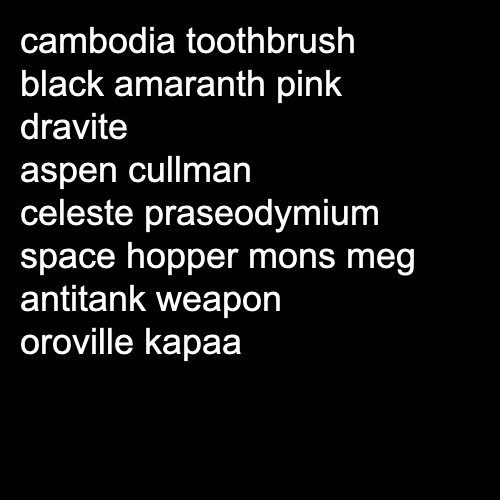 cambodia toothbrush
black amaranth pink
dravite
aspen cullman
celeste praseodymium
space hopper mons meg
antitank weapon
oroville kapaa